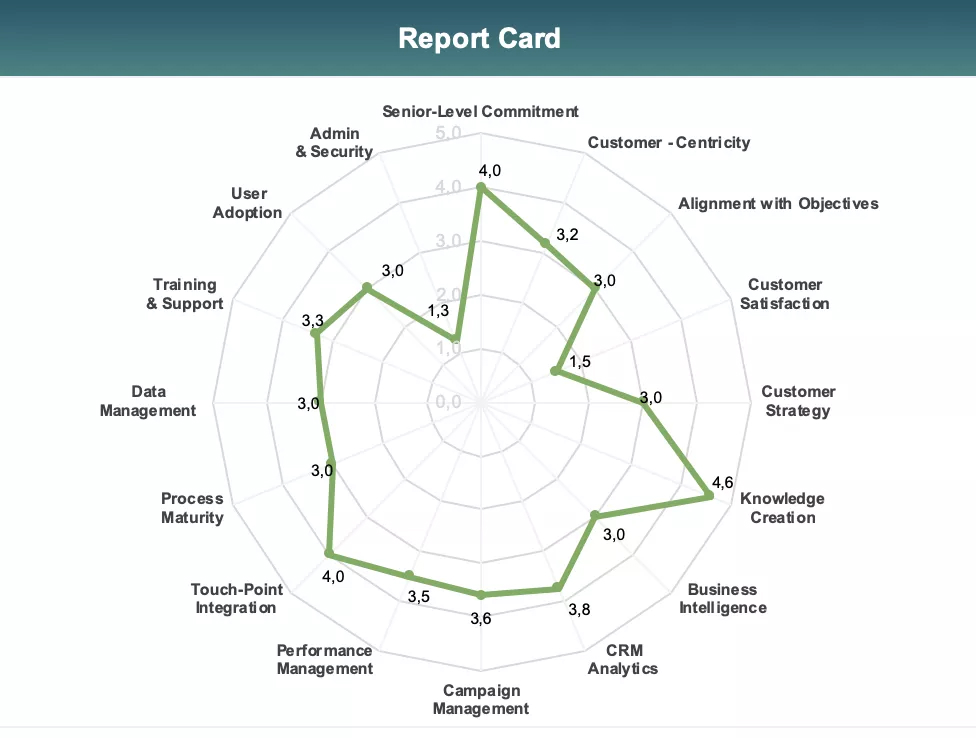 Report Card
Senior-Level Commitment
5,0
Admin
& Security
Customer - Centricity
4,0
4,0
User
Adoption
Alignment with Objectives
3,2
3,0
3,0
3,0
Training
& Support
Customer
Satisfaction
2,0
1,3
3,3
1,0
1,5
Data
Management
3,0
0,0
3,0
Customer
Strategy
3,0
4,6
Process
Maturity
Knowledge
Creation
3,0
4,0
Touch-Point
Integration
3,5
3,6
3,8
Business
Intelligence
Performance
Management
CRM
Analytics
Campaign
Management